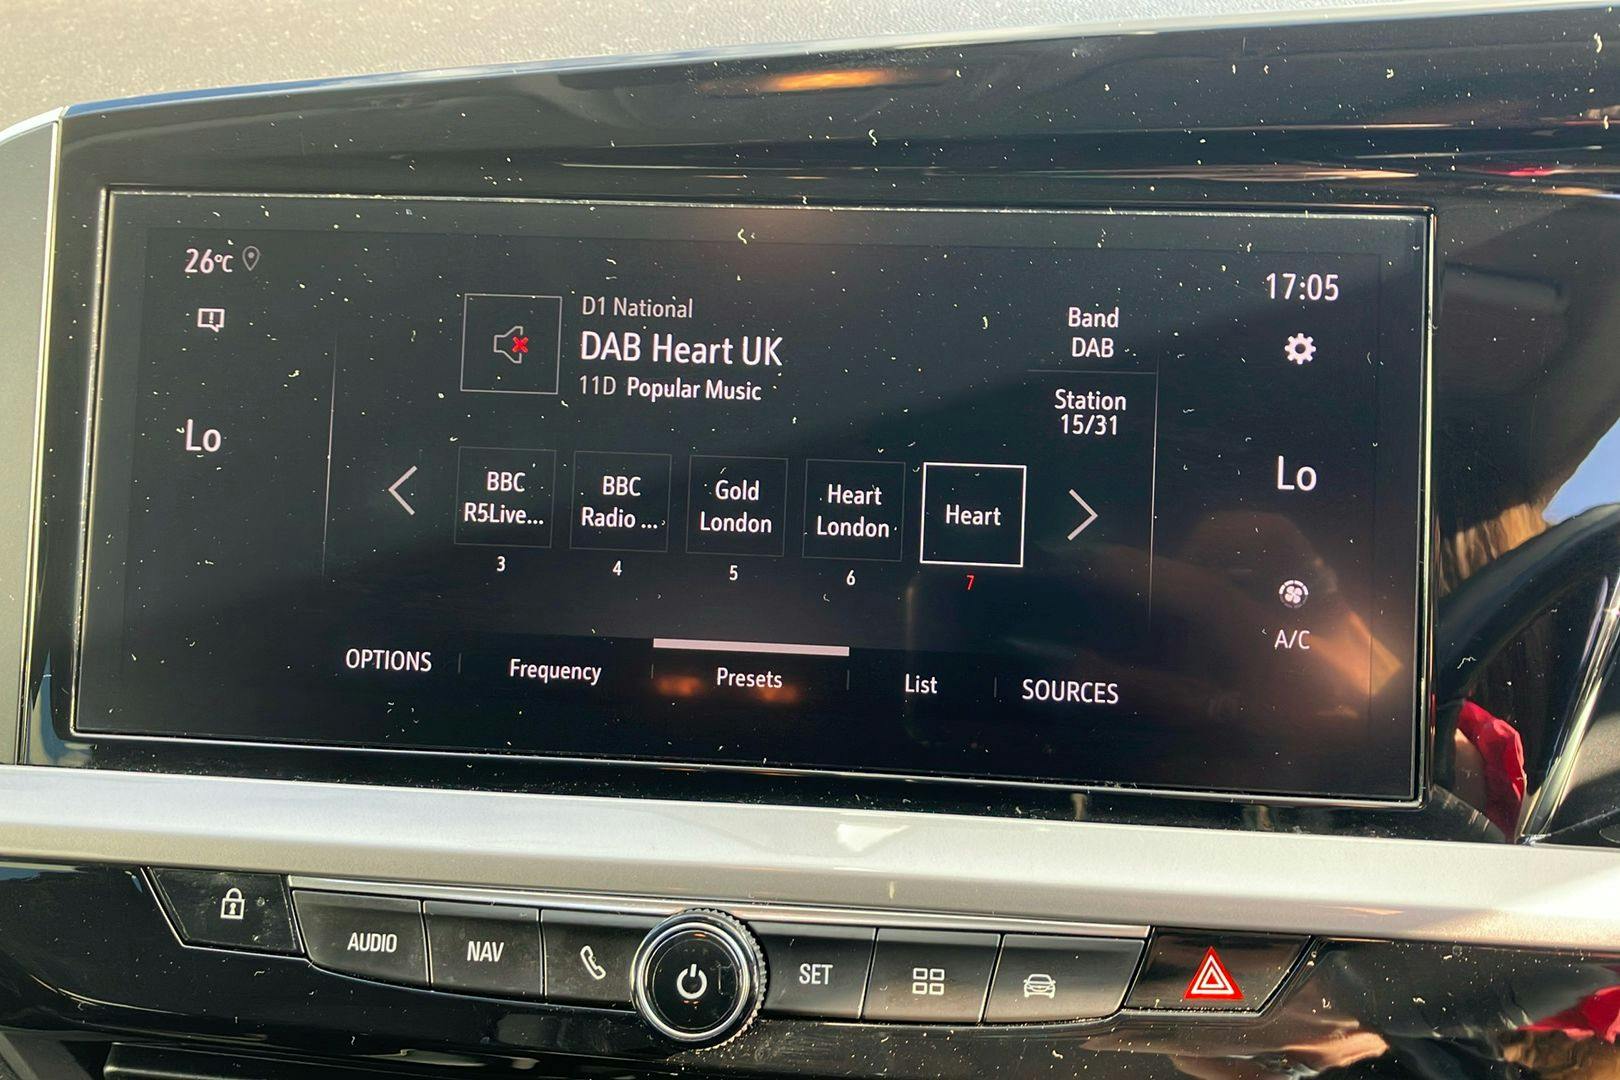 26°C
17:05
D1 National
DAB Heart UK
11D Popular Music
Band
DAB
Station
15/31
Lo
Lo
BBC
R5Live...
3
BBC
Radio ...
4
Gold
London
5
Heart
London
6
Heart
7
A/C
OPTIONS
Frequency
Presets
List
SOURCES
AUDIO
NAV
SET